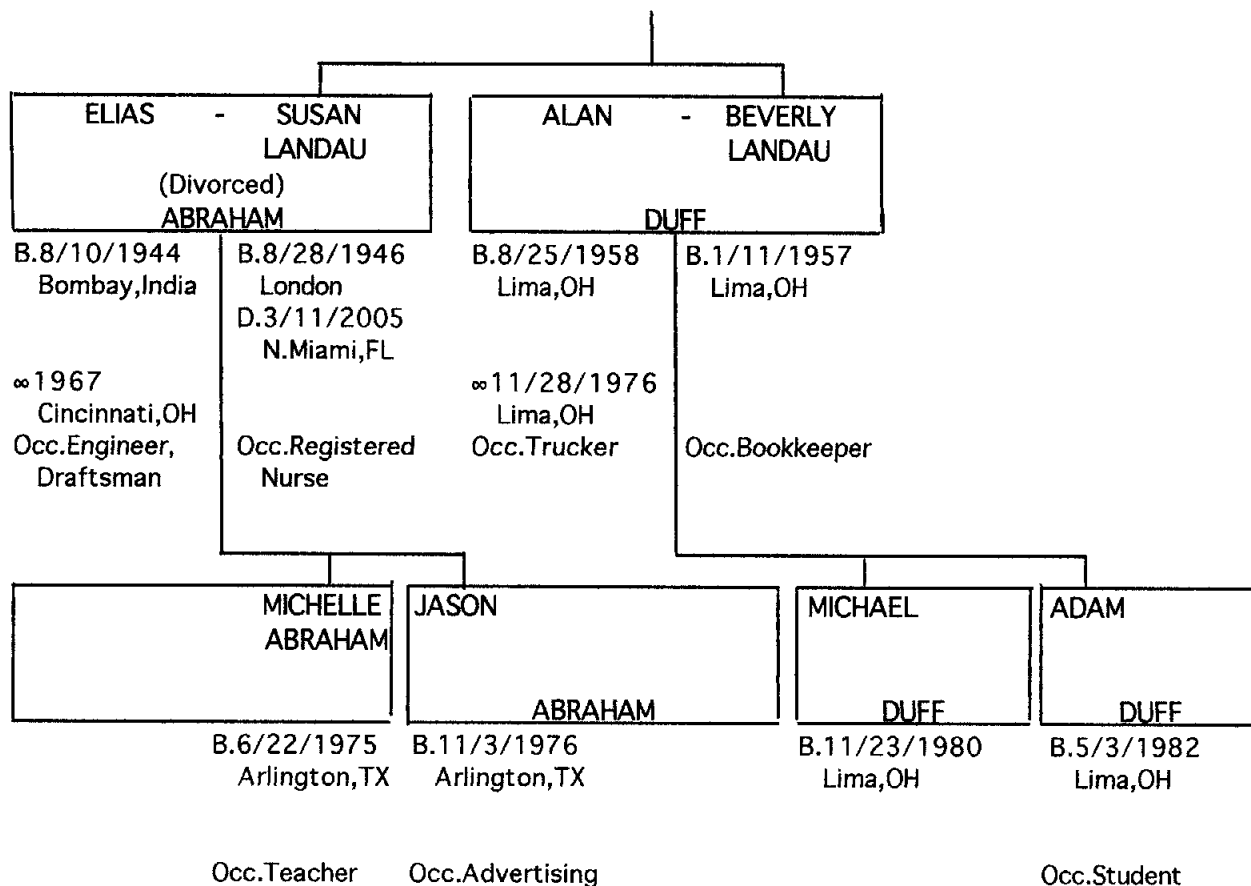 ELIAS - SUSAN
LANDAU
(Divorced)
ABRAHAM
B.8/10/1944
Bombay,India
∞1967
Cincinnati,OH
Occ.Engineer,
Draftsman
B.8/28/1946
London
D.3/11/2005
N.Miami,FL
Occ.Registered
Nurse
ALAN - BEVERLY
LANDAU
DUFF
B.8/25/1958
Lima,OH
∞11/28/1976
Lima,OH
Occ.Trucker
B.1/11/1957
Lima,OH
Occ.Bookkeeper
MICHELLE
ABRAHAM
B.6/22/1975
Arlington,TX
Occ.Teacher
JASON
ABRAHAM
B.11/3/1976
Arlington,TX
Occ.Advertising
MICHAEL
DUFF
B.11/23/1980
Lima,OH
ADAM
DUFF
B.5/3/1982
Lima,OH
Occ.Student